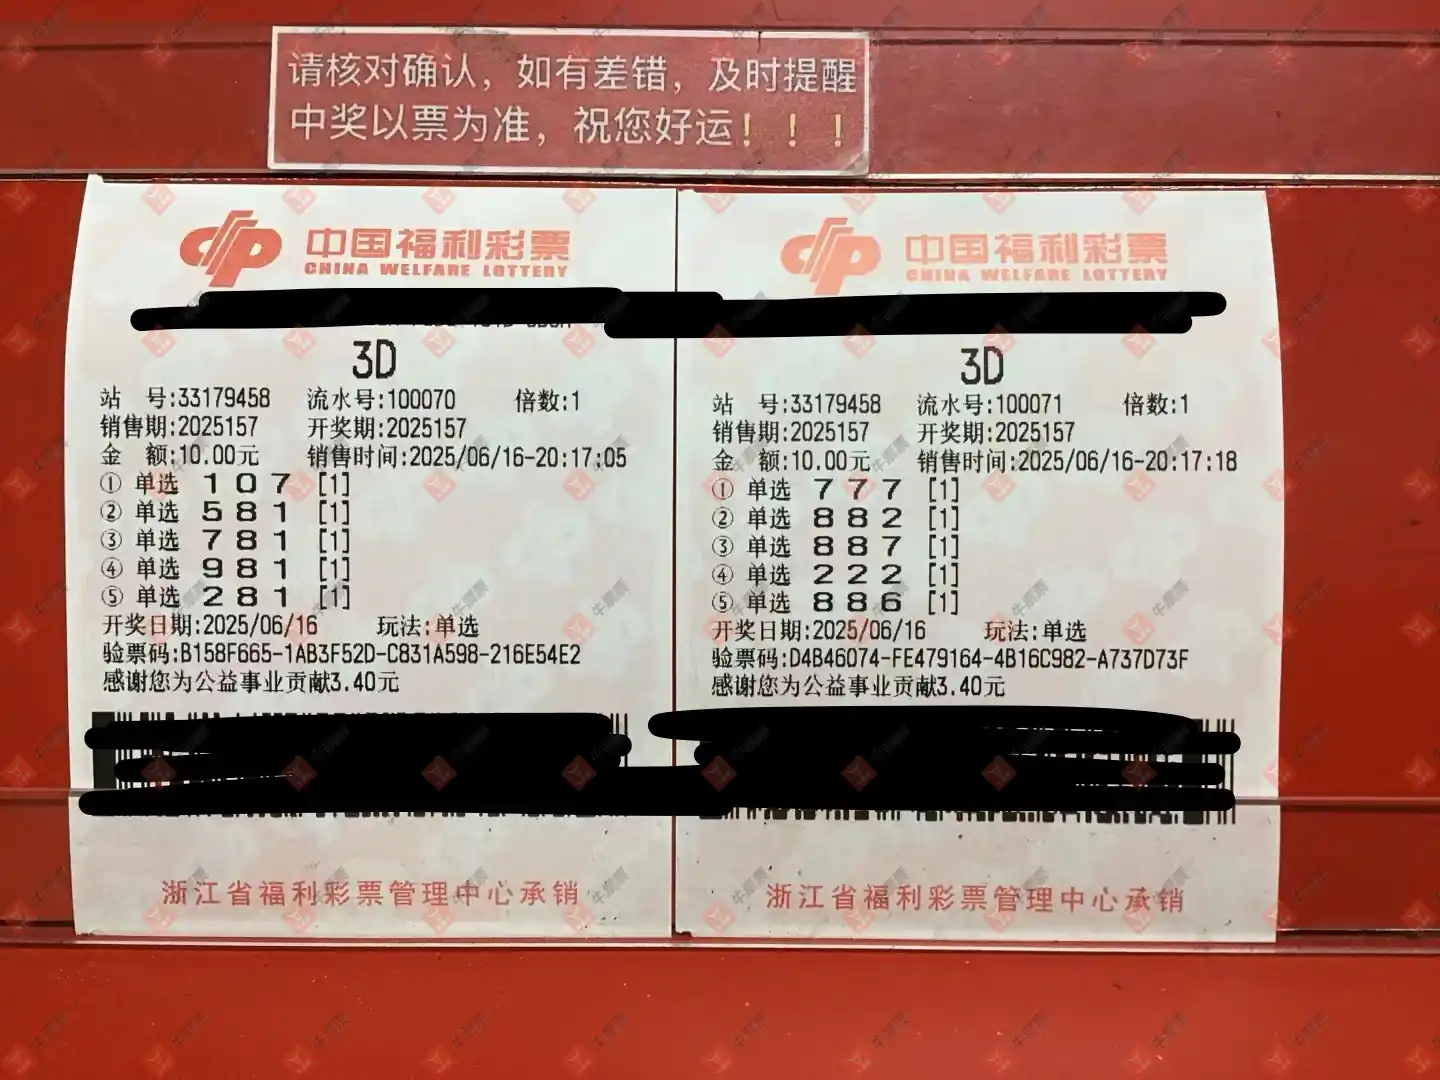 请核对确认，如有差错，及时提醒
中奖以票为准，祝您好运！！！
中国福利彩票
CHINA WELFARE LOTTERY
3D
站 号:33179458 流水号:100070 倍数:1
销售期:2025157 开奖期:2025157
金 额:10.00元 销售时间:2025/06/16-20:17:05
① 单选 1 0 7 [1]
② 单选 5 8 1 [1]
③ 单选 7 8 1 [1]
④ 单选 9 8 1 [1]
⑤ 单选 2 8 1 [1]
开奖日期:2025/06/16 玩法:单选
验票码:B158F665-1AB3F52D-C831A598-216E54E2
感谢您为公益事业贡献3.40元
浙江省福利彩票管理中心承销
中国福利彩票
CHINA WELFARE LOTTERY
3D
站 号:33179458 流水号:100071 倍数:1
销售期:2025157 开奖期:2025157
金 额:10.00元 销售时间:2025/06/16-20:17:18
① 单选 7 7 7 [1]
② 单选 8 8 2 [1]
③ 单选 8 8 7 [1]
④ 单选 2 2 2 [1]
⑤ 单选 8 8 6 [1]
开奖日期:2025/06/16 玩法:单选
验票码:D4B46074-FE479164-4B16C982-A737D73F
感谢您为公益事业贡献3.40元
浙江省福利彩票管理中心承销